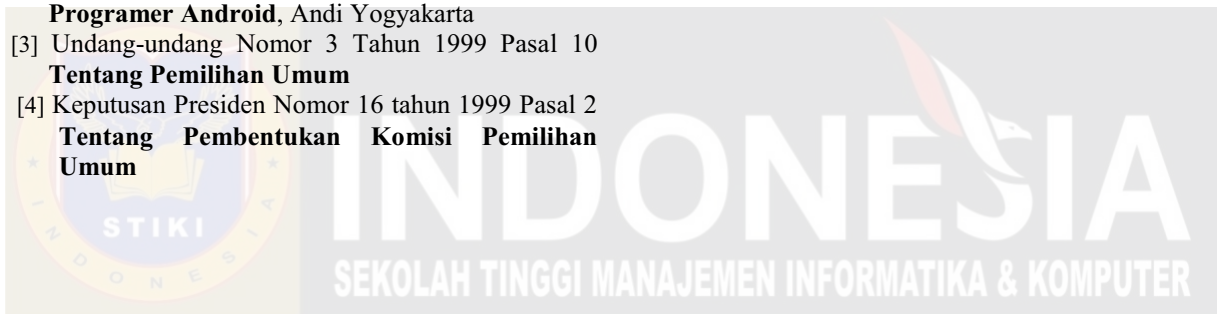 Programer Android, Andi Yogyakarta
[3] Undang-undang Nomor 3 Tahun 1999 Pasal 10
Tentang Pemilihan Umum
[4] Keputusan Presiden Nomor 16 tahun 1999 Pasal 2
Tentang Pembentukan Komisi Pemilihan
Umum
STIKI
INDONESIA
INDONESIA
SEKOLAH TINGGI MANAJEMEN INFORMATIKA & KOMPUTER